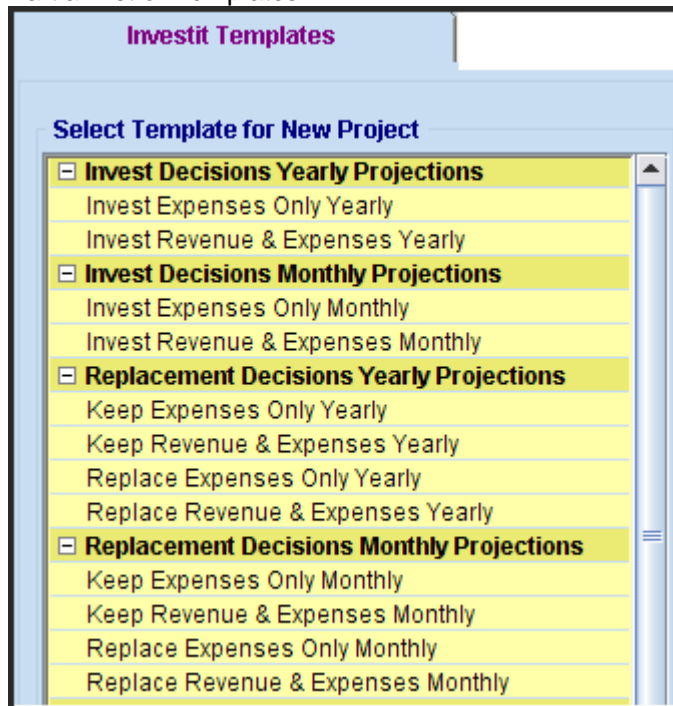 Investit Templates
Select Template for New Project
Invest Decisions Yearly Projections
Invest Expenses Only Yearly
Invest Revenue & Expenses Yearly
Invest Decisions Monthly Projections
Invest Expenses Only Monthly
Invest Revenue & Expenses Monthly
Replacement Decisions Yearly Projections
Keep Expenses Only Yearly
Keep Revenue & Expenses Yearly
Replace Expenses Only Yearly
Replace Revenue & Expenses Yearly
Replacement Decisions Monthly Projections
Keep Expenses Only Monthly
Keep Revenue & Expenses Monthly
Replace Expenses Only Monthly
Replace Revenue & Expenses Monthly